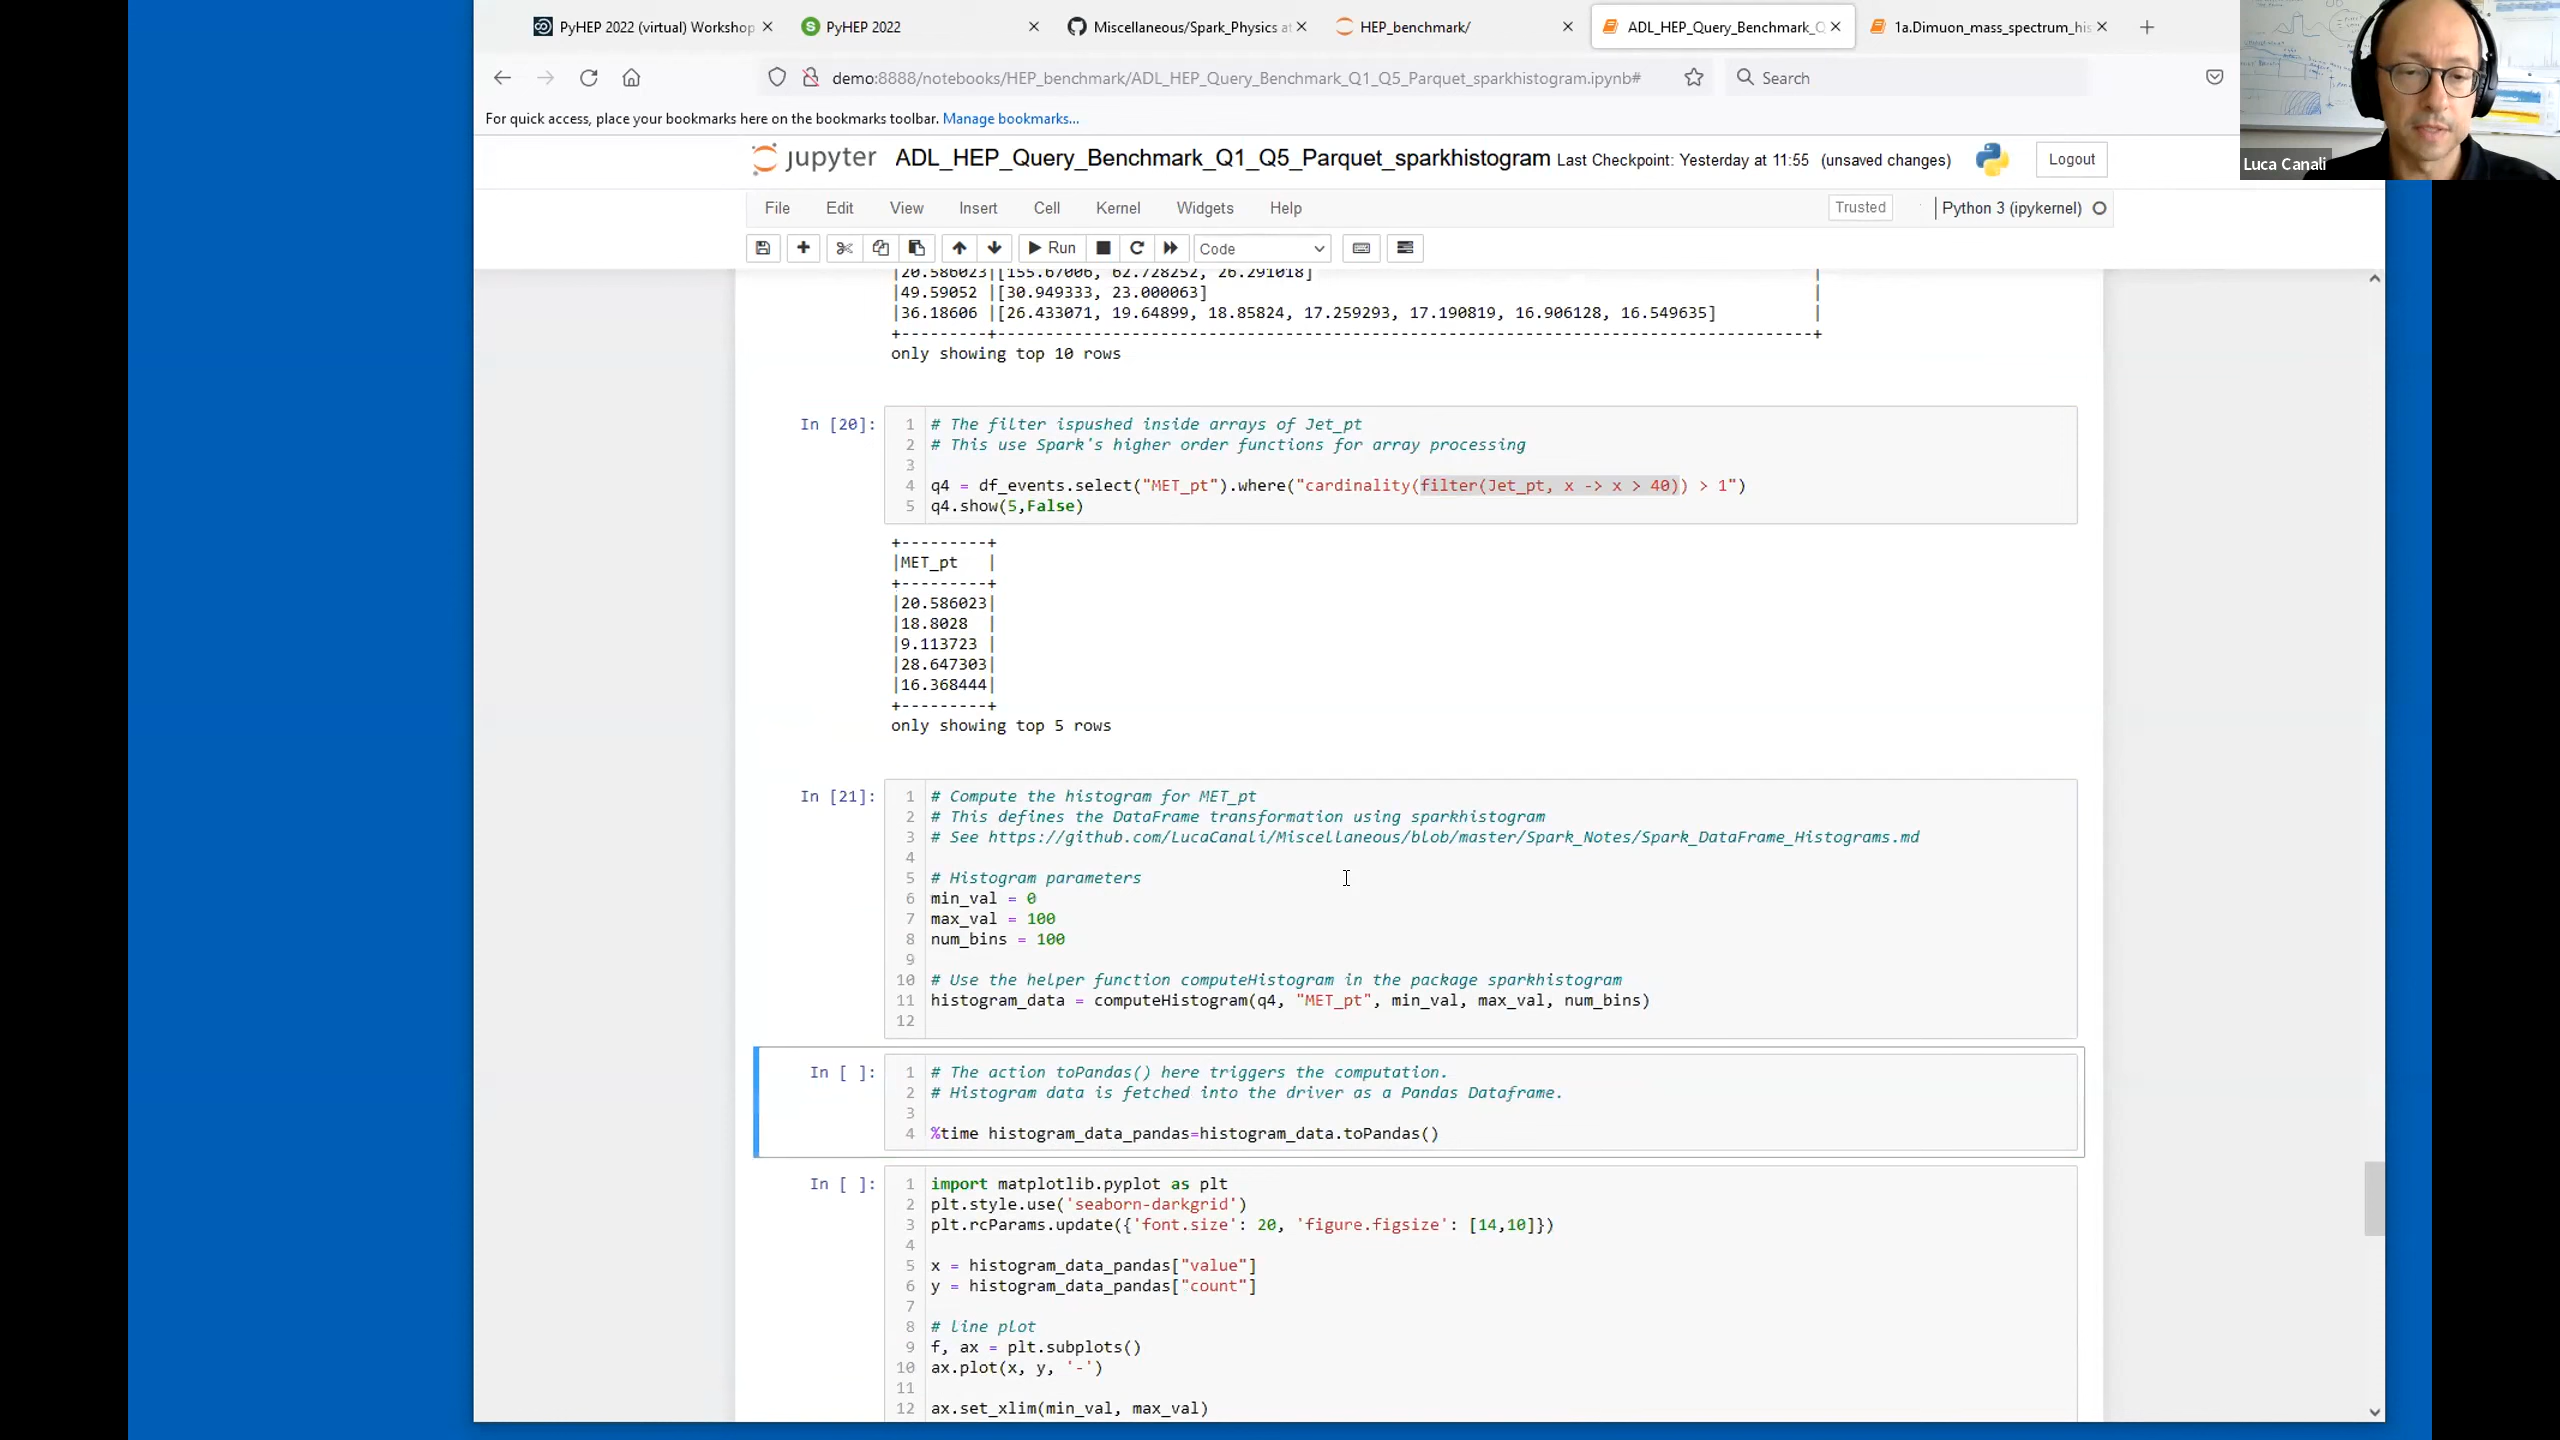 PyHEP 2022 (virtual) Workshop
PyHEP 2022
Miscellaneous/Spark_Physics at
HEP_benchmark/
ADL_HEP_Query_Benchmark_Q
1a.Dimuon_mass_spectrum_his
demo:8888/notebooks/HEP_benchmark/ADL_HEP_Query_Benchmark_Q1_Q5_Parquet_sparkhistogram.ipynb#
Search
For quick access, place your bookmarks here on the bookmarks toolbar. Manage bookmarks...
jupyter ADL_HEP_Query_Benchmark_Q1_Q5_Parquet_sparkhistogram Last Checkpoint: Yesterday at 11:55 (unsaved changes)
Logout
Luca Canali
File Edit View Insert Cell Kernel Widgets Help
Trusted
Python 3 (ipykernel)
Run
Code
|20.586023|[155.67006, 62.728252, 26.291018] |
|49.59052 |[30.949333, 23.000063] |
|36.18606 |[26.433071, 19.64899, 18.85824, 17.259293, 17.190819, 16.906128, 16.549635] |
+---------+--------------------------------------------------------------------------------------+
only showing top 10 rows
In [20]:
1 # The filter ispushed inside arrays of Jet_pt
2 # This use Spark's higher order functions for array processing
3
4 q4 = df_events.select("MET_pt").where("cardinality(filter(Jet_pt, x -> x > 40)) > 1")
5 q4.show(5,False)
+---------+
|MET_pt   |
+---------+
|20.586023|
|18.8028  |
|9.113723 |
|28.647303|
|16.368444|
+---------+
only showing top 5 rows
In [21]:
1 # Compute the histogram for MET_pt
2 # This defines the DataFrame transformation using sparkhistogram
3 # See https://github.com/LucaCanali/Miscellaneous/blob/master/Spark_Notes/Spark_DataFrame_Histograms.md
4
5 # Histogram parameters
6 min_val = 0
7 max_val = 100
8 num_bins = 100
9
10 # Use the helper function computeHistogram in the package sparkhistogram
11 histogram_data = computeHistogram(q4, "MET_pt", min_val, max_val, num_bins)
12
In [ ]:
1 # The action toPandas() here triggers the computation.
2 # Histogram data is fetched into the driver as a Pandas Dataframe.
3
4 %time histogram_data_pandas=histogram_data.toPandas()
In [ ]:
1 import matplotlib.pyplot as plt
2 plt.style.use('seaborn-darkgrid')
3 plt.rcParams.update({'font.size': 20, 'figure.figsize': [14,10]})
4
5 x = histogram_data_pandas["value"]
6 y = histogram_data_pandas["count"]
7
8 # line plot
9 f, ax = plt.subplots()
10 ax.plot(x, y, '-')
11
12 ax.set_xlim(min_val, max_val)